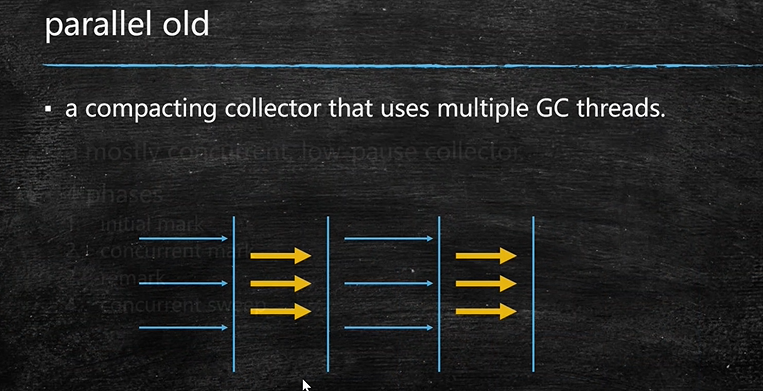 parallel old
▪ a compacting collector that uses multiple GC threads.
a mostly concurrent, low-pause collector.
4 phases
1. initial mark
2. concurrent mark
3. remark
4. concurrent sweep